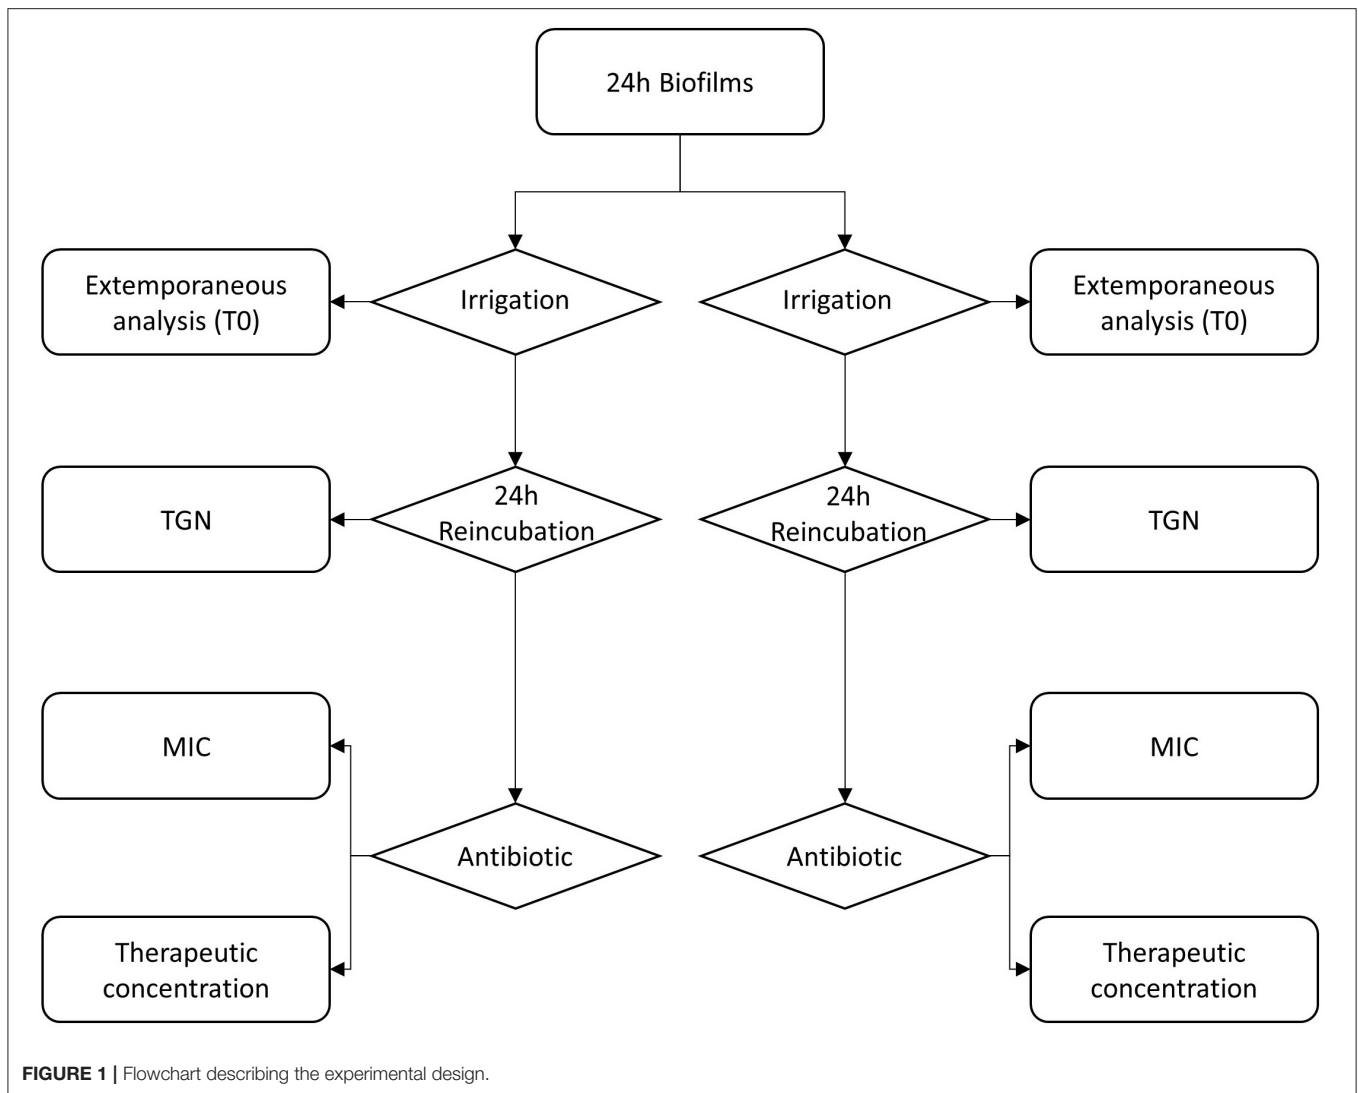 24h Biofilms
Extemporaneous
analysis (T0)
Irrigation
Irrigation
Extemporaneous
analysis (T0)
TGN
24h
Reincubation
24h
Reincubation
TGN
MIC
MIC
Antibiotic
Antibiotic
Therapeutic
concentration
Therapeutic
concentration
FIGURE 1 | Flowchart describing the experimental design.